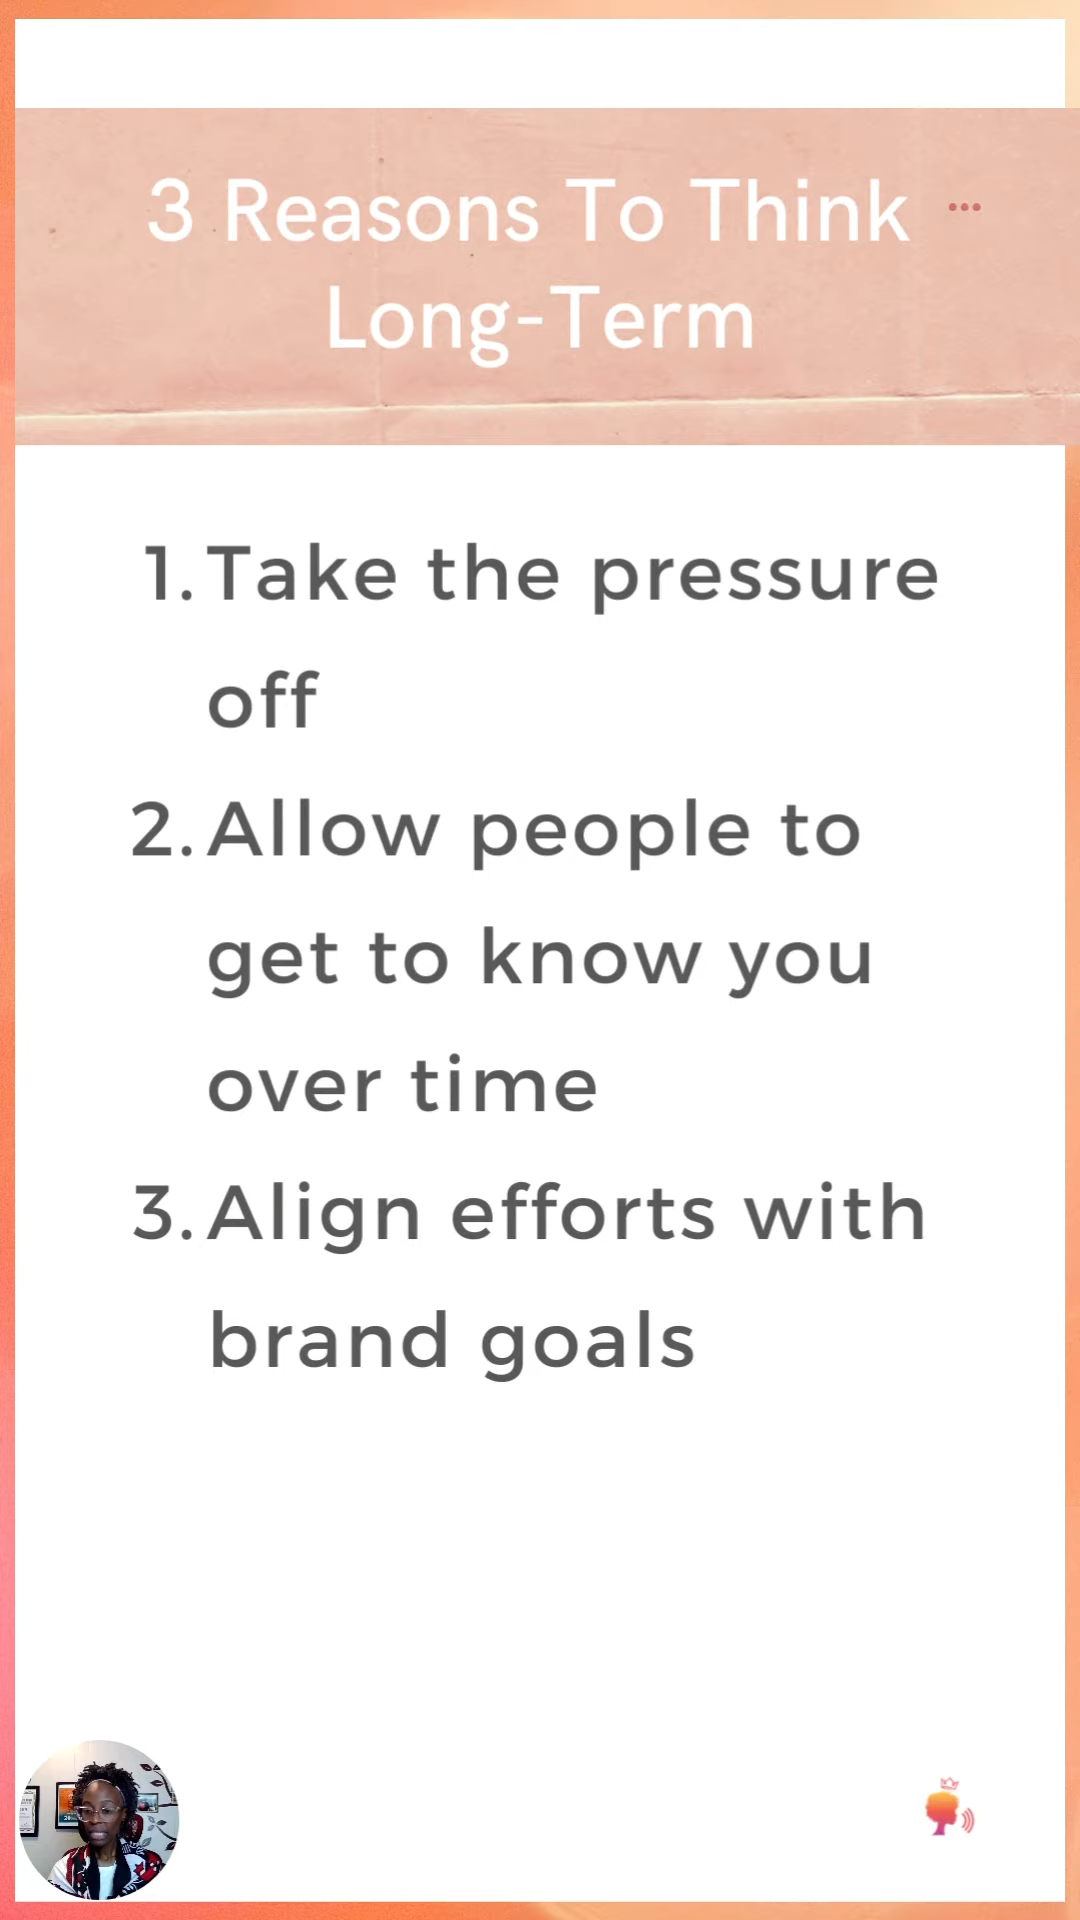 3 Reasons To Think
Long-Term
1. Take the pressure
off
2. Allow people to
get to know you
over time
3. Align efforts with
brand goals